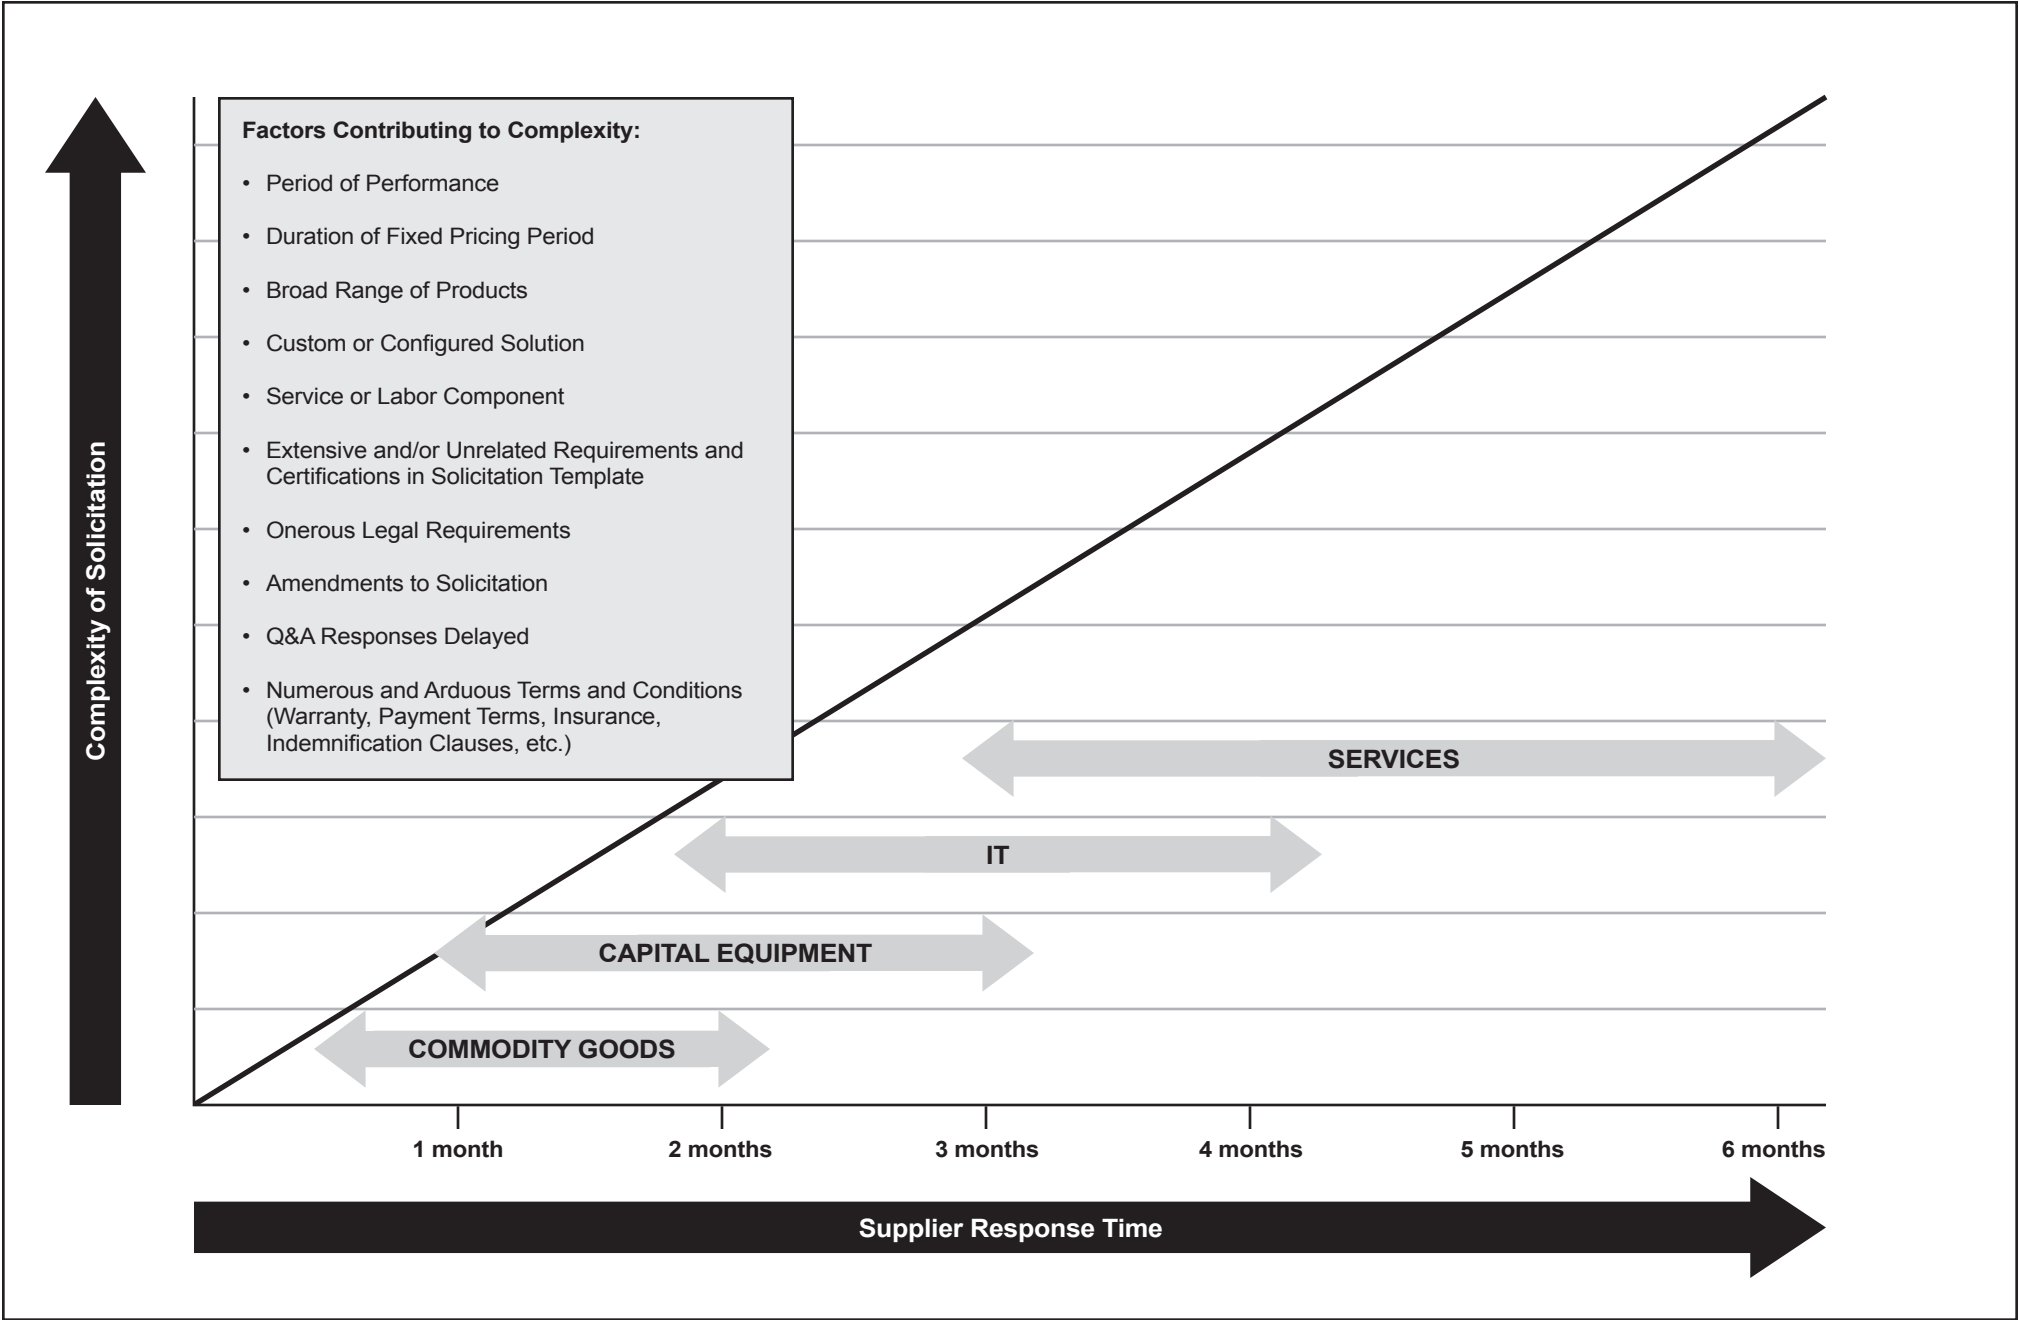 Factors Contributing to Complexity:
• Period of Performance
• Duration of Fixed Pricing Period
• Broad Range of Products
• Custom or Configured Solution
• Service or Labor Component
• Extensive and/or Unrelated Requirements and
Certifications in Solicitation Template
• Onerous Legal Requirements
• Amendments to Solicitation
• Q&A Responses Delayed
• Numerous and Arduous Terms and Conditions
(Warranty, Payment Terms, Insurance,
Indemnification Clauses, etc.)
Complexity of Solicitation
SERVICES
IT
CAPITAL EQUIPMENT
COMMODITY GOODS
1 month
2 months
3 months
4 months
5 months
6 months
Supplier Response Time